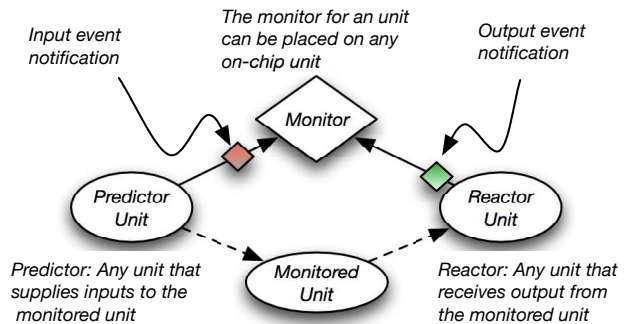 Input event
notification
The monitor for an unit
can be placed on any
on-chip unit
Output event
notification
Monitor
Predictor
Unit
Reactor
Unit
Monitored
Unit
Predictor: Any unit that
supplies inputs to the
monitored unit
Reactor: Any unit that
receives output from
the monitored unit